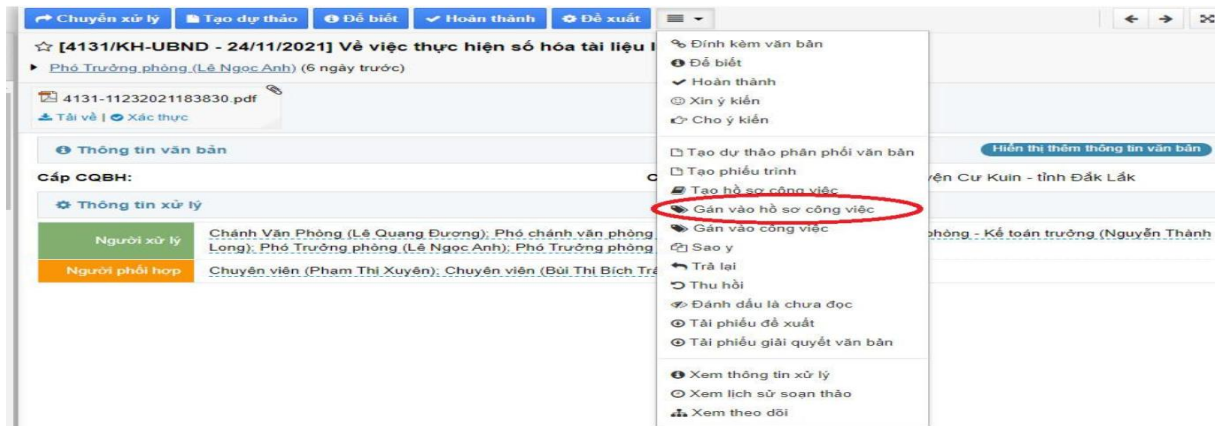 Chuyển xử lý Tạo dự thảo Để biết Hoàn thành Đề xuất
[4131/KH-UBND - 24/11/2021] Về việc thực hiện số hóa tài liệu l
Phó Trưởng phòng (Lê Ngọc Anh) (6 ngày trước)
4131-11232021183830.pdf
Tải về | Xác thực
Thông tin văn bản
Hiển thị thêm thông tin văn bản
Cấp CQBH:
C
yện Cư Kuin - tỉnh Đắk Lắk
Thông tin xử lý
Người xử lý
Chánh Văn Phòng (Lê Quang Đương); Phó chánh văn phòng
phòng - Kế toán trưởng (Nguyễn Thành
Long); Phó Trưởng phòng (Lê Ngọc Anh); Phó Trưởng phòng
Người phối hợp
Chuyên viên (Phạm Thị Xuyên); Chuyên viên (Bùi Thị Bích Trâ
Đính kèm văn bản
Để biết
Hoàn thành
Xin ý kiến
Cho ý kiến
Tạo dự thảo phân phối văn bản
Tạo phiếu trình
Tạo hồ sơ công việc
Gán vào hồ sơ công việc
Gán vào công việc
Sao y
Trả lại
Thu hồi
Đánh dấu là chưa đọc
Tải phiếu đề xuất
Tải phiếu giải quyết văn bản
Xem thông tin xử lý
Xem lịch sử soạn thảo
Xem theo dõi